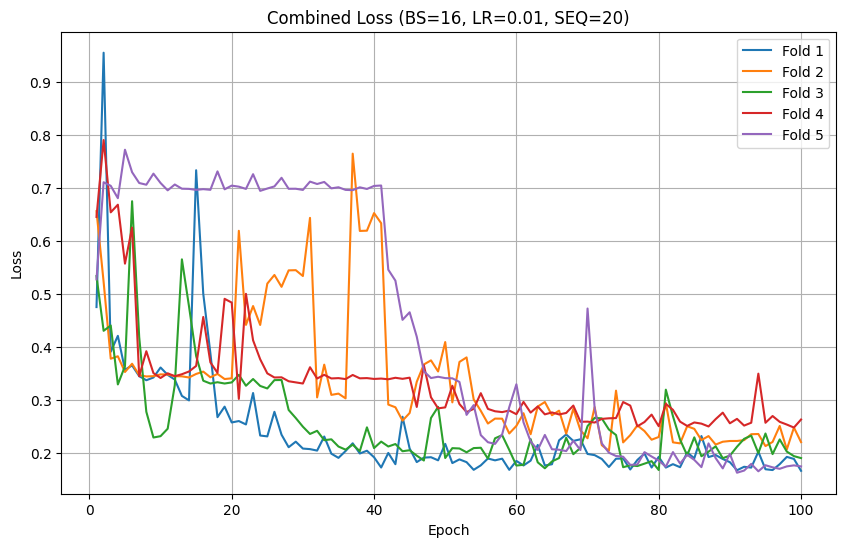 Combined Loss (BS=16, LR=0.01, SEQ=20)
Fold 1
Fold 2
Fold 3
Fold 4
Fold 5
Loss
0.9
0.8
0.7
0.6
0.5
0.4
0.3
0.2
0 20 40 60 80 100
Epoch